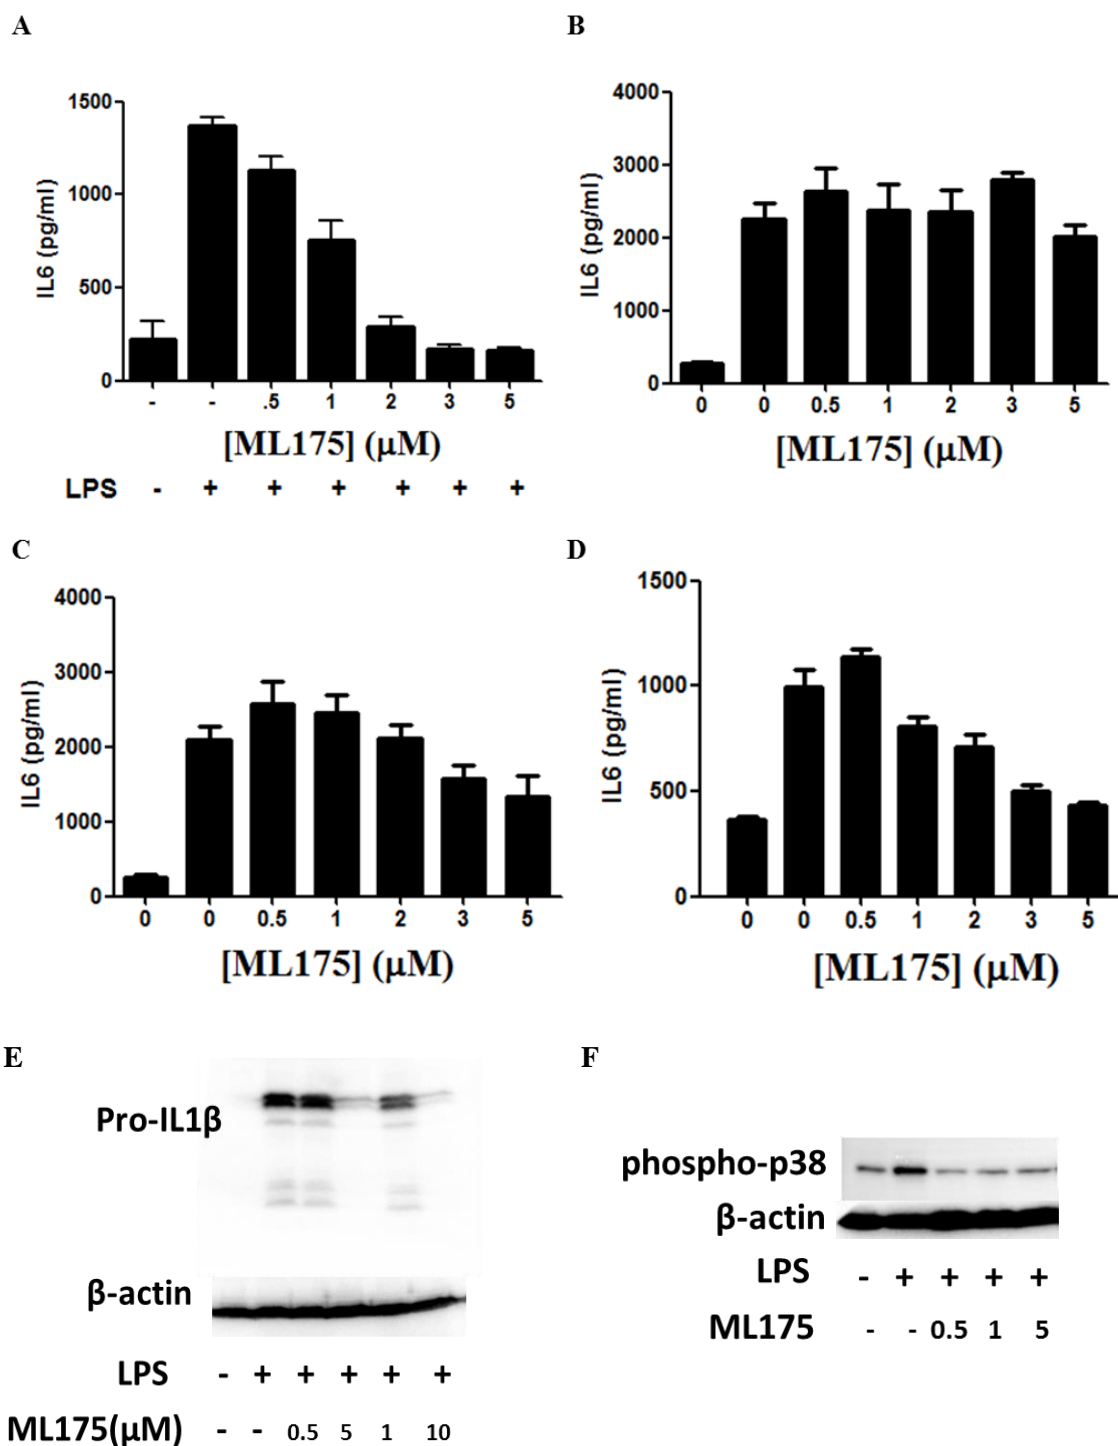 A
IL6 (pg/ml)
1500
1000
500
0
- - .5 1 2 3 5
[ML175] (μM)
LPS - + + + + + +
B
IL6 (pg/ml)
4000
3000
2000
1000
0
0 0 0.5 1 2 3 5
[ML175] (μM)
C
IL6 (pg/ml)
4000
3000
2000
1000
0
0 0 0.5 1 2 3 5
[ML175] (μM)
D
IL6 (pg/ml)
1500
1000
500
0
0 0 0.5 1 2 3 5
[ML175] (μM)
E
Pro-IL1β
β-actin
LPS - + + + + +
ML175(μM) - - 0.5 5 1 10
F
phospho-p38
β-actin
LPS - + + + +
ML175 - - 0.5 1 5